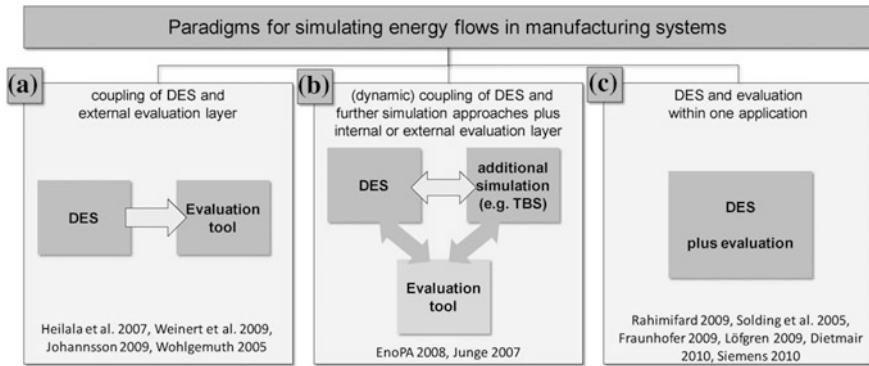 Paradigms for simulating energy flows in manufacturing systems
(a)
coupling of DES and
external evaluation layer
DES
Evaluation
tool
Heilala et al. 2007, Weinert et al. 2009,
Johannsson 2009, Wohlgemuth 2005
(b)
(dynamic) coupling of DES and
further simulation approaches plus
internal or external evaluation layer
DES
additional
simulation
(e.g. TBS)
Evaluation
tool
EnoPA 2008, Junge 2007
(c)
DES and evaluation
within one application
DES
plus evaluation
Rahimifard 2009, Solding et al. 2005,
Fraunhofer 2009, Löfgren 2009, Dietmair
2010, Siemens 2010